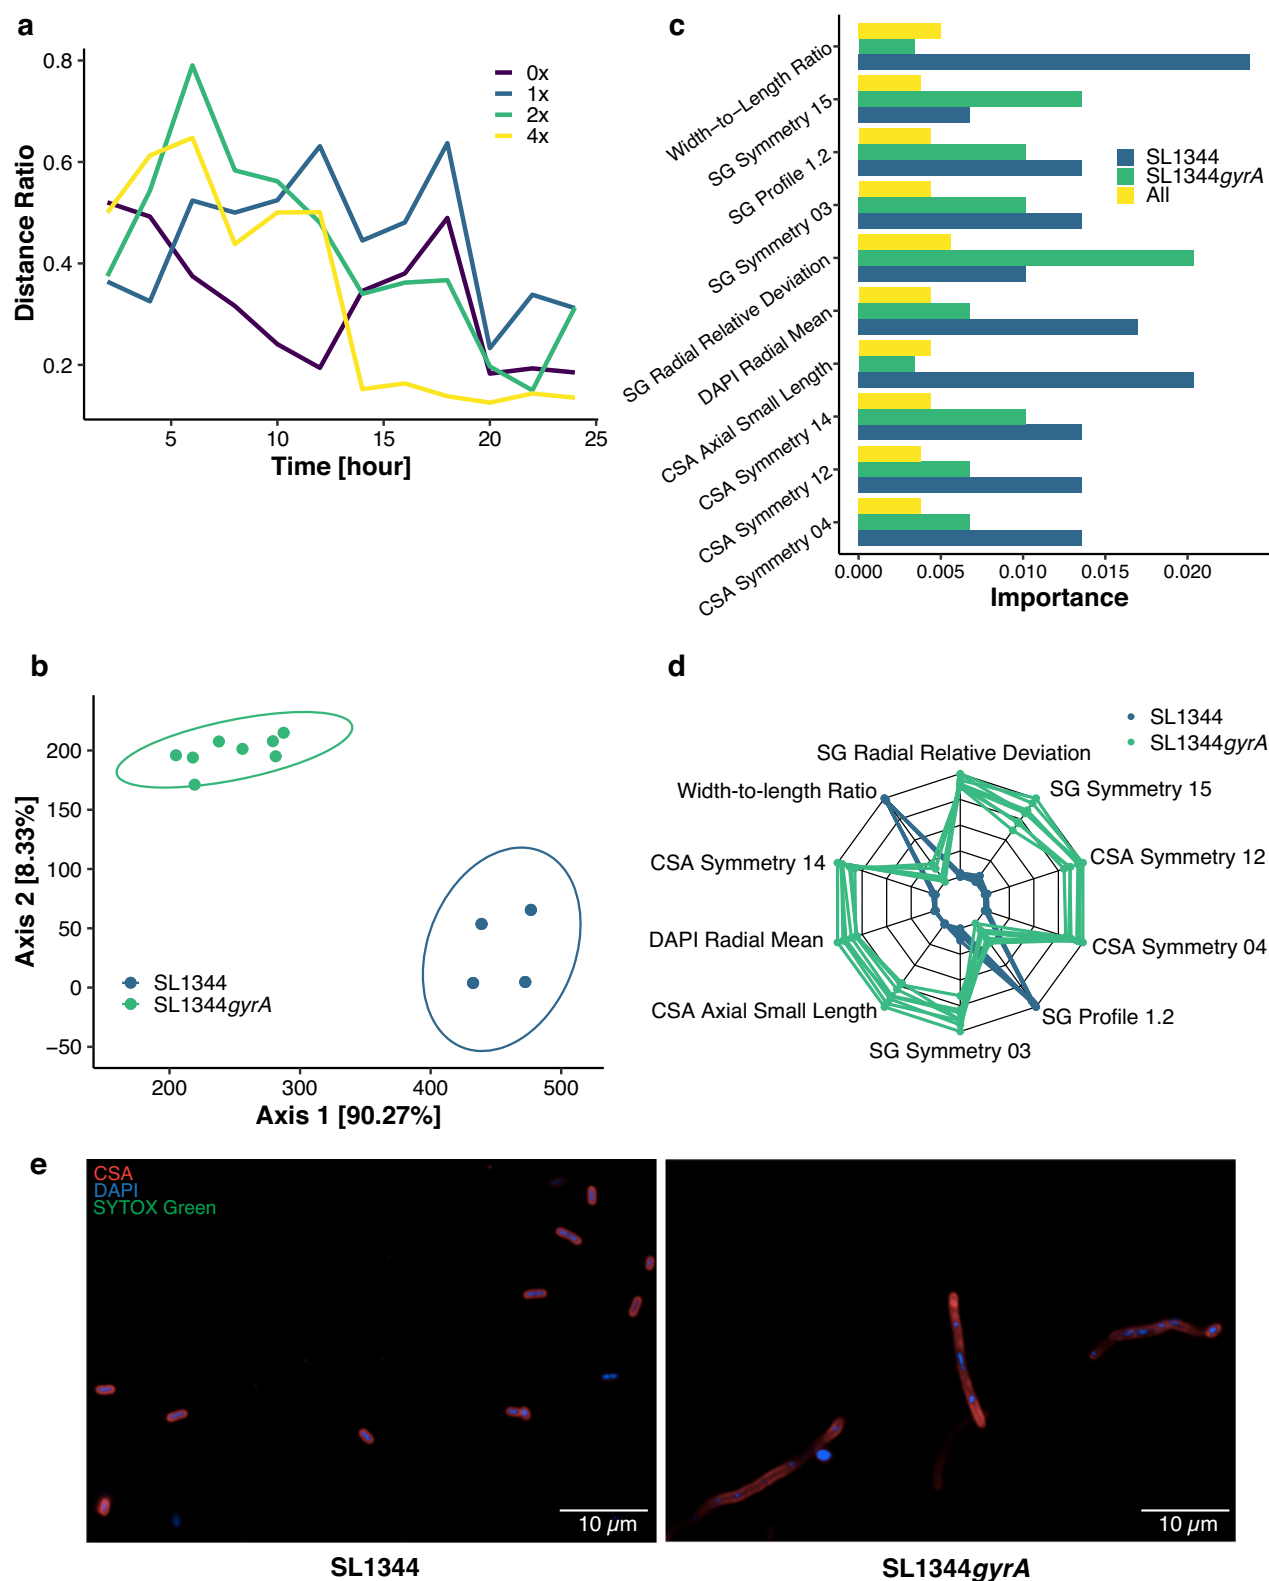 a
0.8
0.6
0.4
0.2
Distance Ratio
5
10
15
20
25
Time [hour]
0x
1x
2x
4x
c
Width−to−Length Ratio
SG Symmetry 15
SG Profile 1.2
SG Symmetry 03
SG Radial Relative Deviation
DAPI Radial Mean
CSA Axial Small Length
CSA Symmetry 14
CSA Symmetry 12
CSA Symmetry 04
0.000
0.005
0.010
0.015
0.020
Importance
SL1344
SL1344gyrA
All
b
200
150
100
50
0
−50
Axis 2 [8.33%]
SL1344
SL1344gyrA
200
300
400
500
Axis 1 [90.27%]
d
SL1344
SL1344gyrA
SG Radial Relative Deviation
Width-to-length Ratio
SG Symmetry 15
CSA Symmetry 14
CSA Symmetry 12
DAPI Radial Mean
CSA Symmetry 04
CSA Axial Small Length
SG Profile 1.2
SG Symmetry 03
e
CSA
DAPI
SYTOX Green
10 µm
10 µm
SL1344
SL1344gyrA